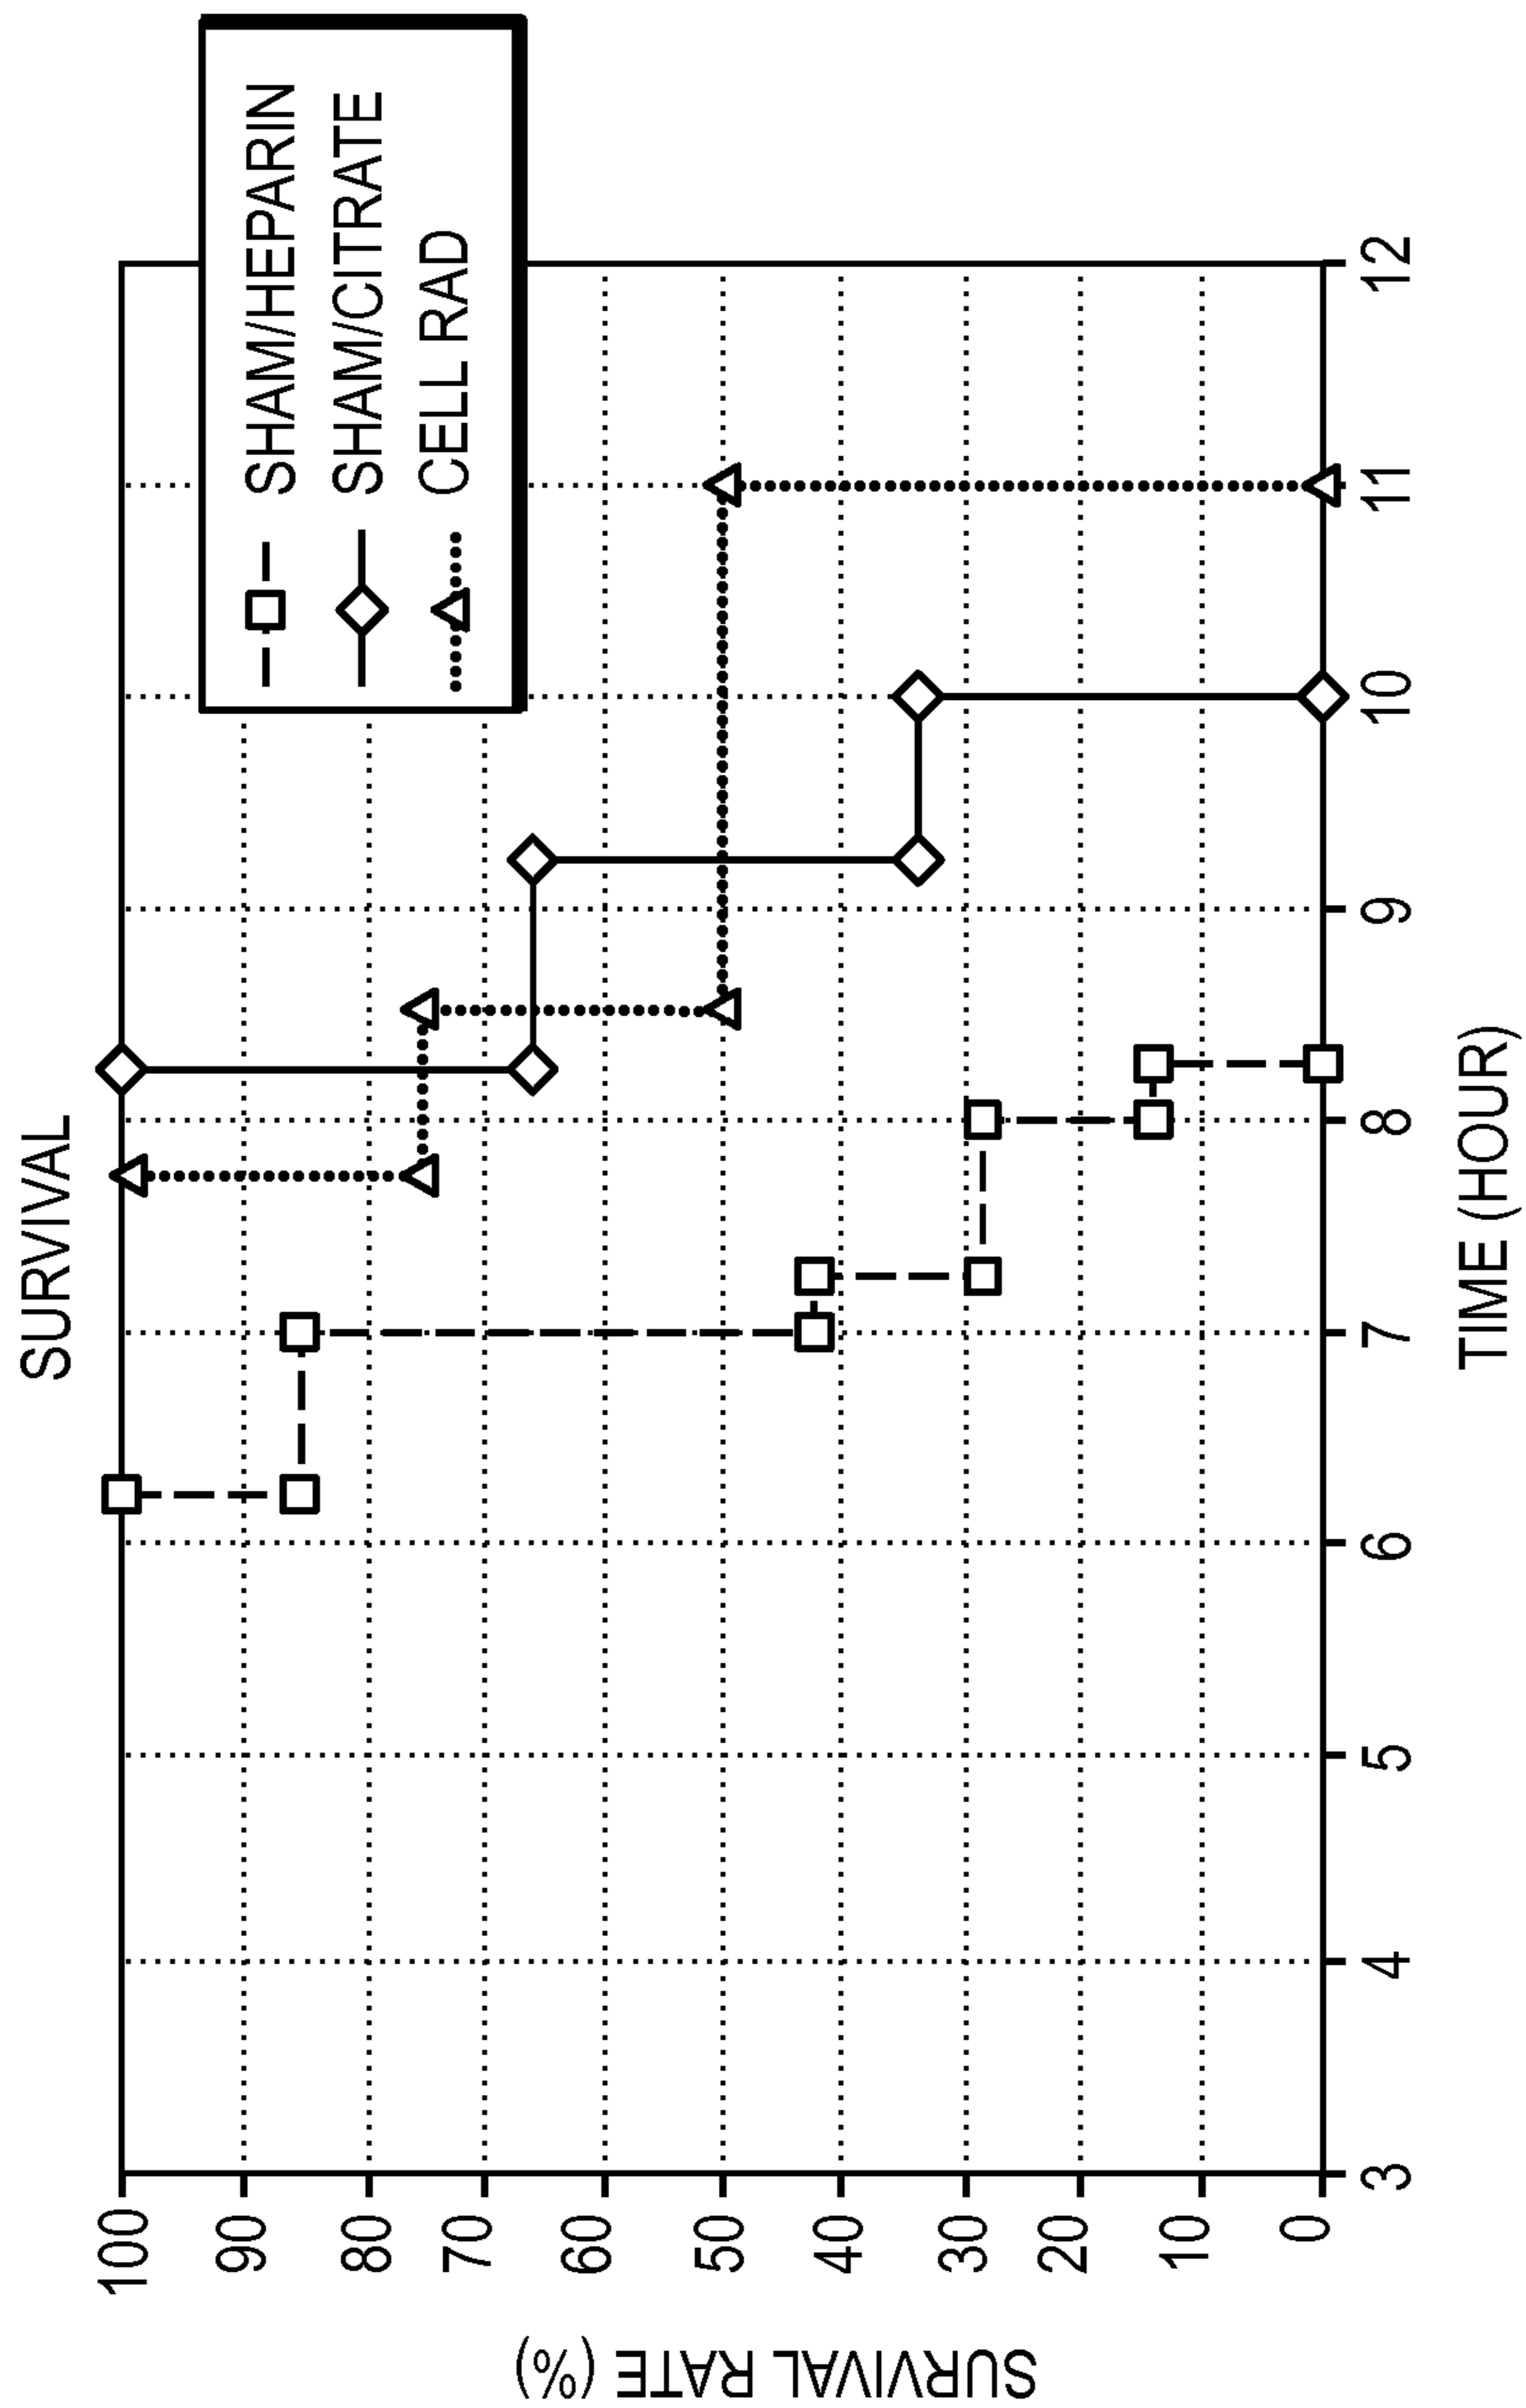 SURVIVAL
SHAM/HEPARIN
SHAM/CITRATE
CELL RAD
SURVIVAL RATE (%)
100
90
80
70
60
50
40
30
20
10
0
3 4 5 6 7 8 9 10 11 12
TIME (HOUR)